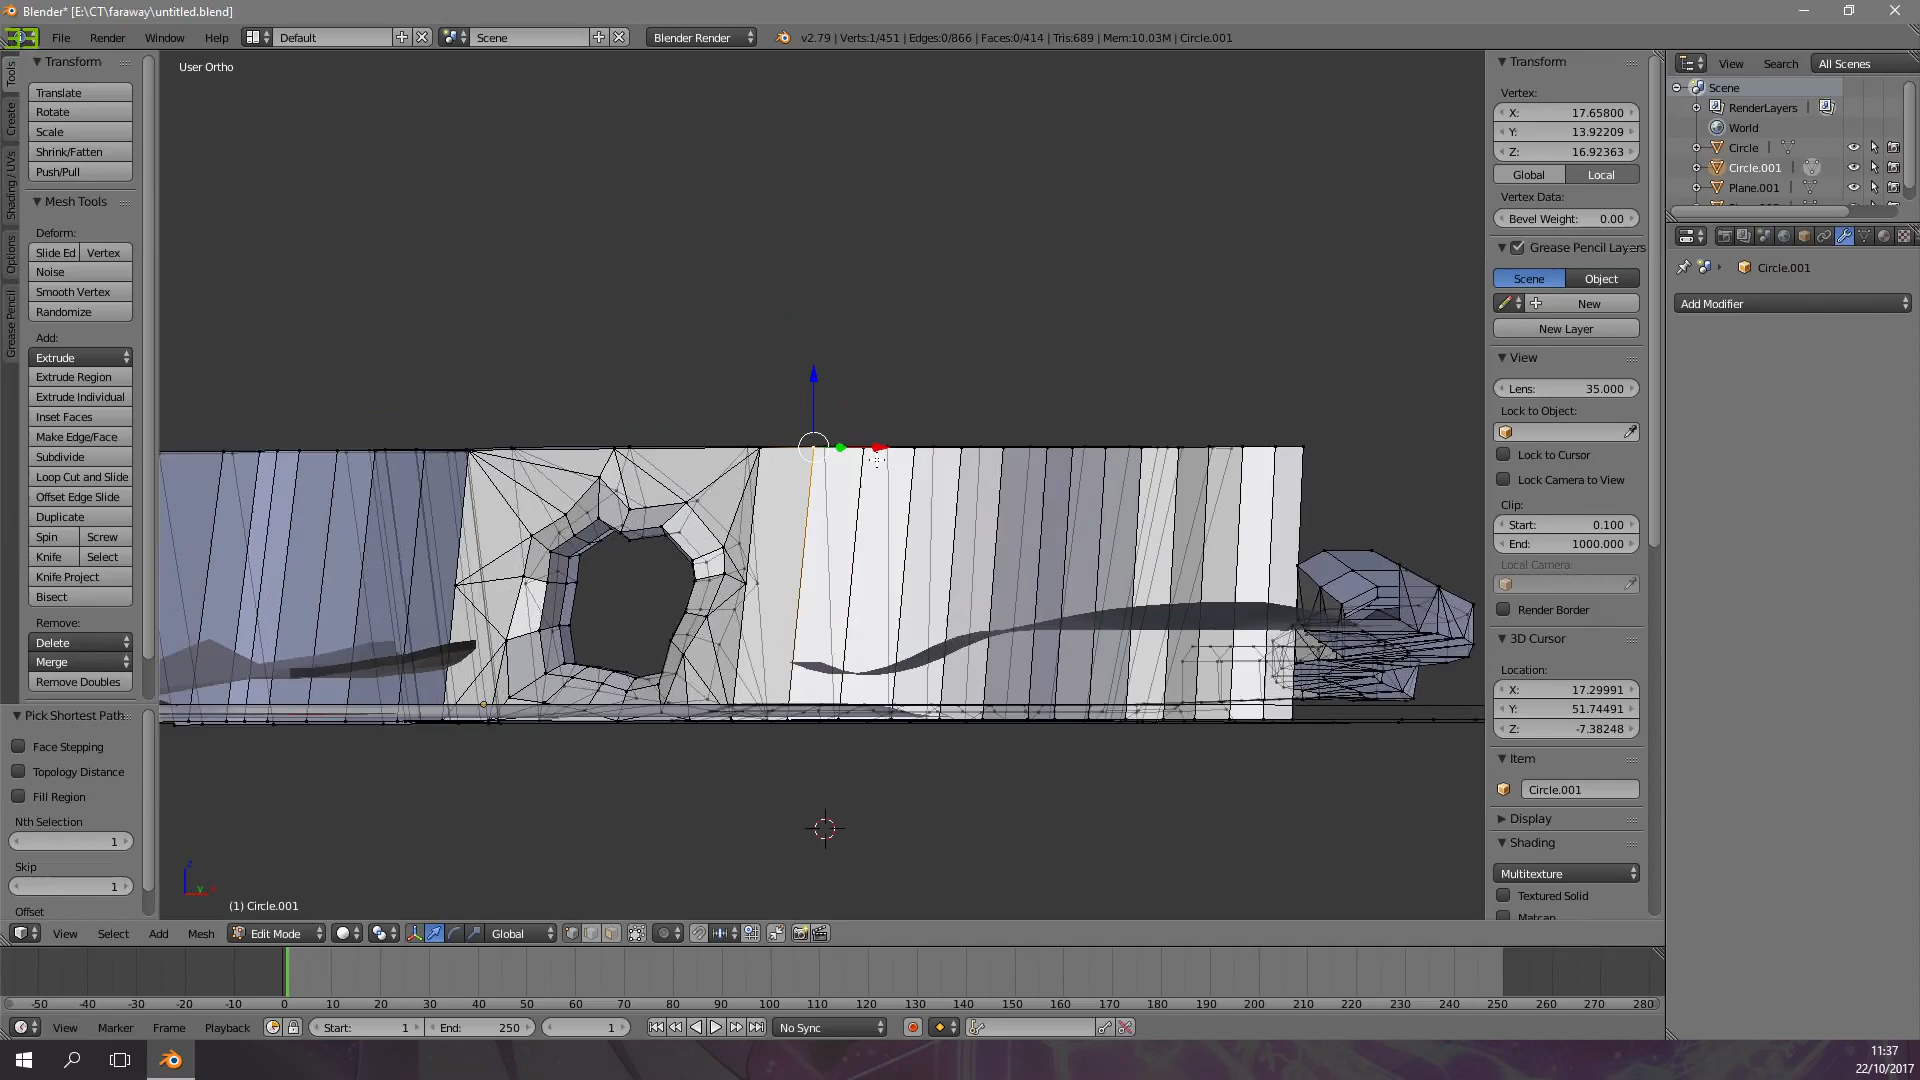 Blender* [E:\CT\faraway\untitled.blend]
File Render Window Help Default Scene Blender Render v2.79 | Verts:1/451 | Edges:0/866 | Faces:0/414 | Tris:689 | Mem:10.03M | Circle.001
Tools
Create
Shading / UVs
Options
Grease Pencil
Transform
Translate
Rotate
Scale
Shrink/Fatten
Push/Pull
Mesh Tools
Deform:
Slide Ed Vertex
Noise
Smooth Vertex
Randomize
Add:
Extrude
Extrude Region
Extrude Individual
Inset Faces
Make Edge/Face
Subdivide
Loop Cut and Slide
Offset Edge Slide
Duplicate
Spin Screw
Knife Select
Knife Project
Bisect
Remove:
Delete
Merge
Remove Doubles
Pick Shortest Path
Face Stepping
Topology Distance
Fill Region
Nth Selection
1
Skip
1
Offset
User Ortho
z
y x
(1) Circle.001
Transform
Vertex:
X: 17.65800
Y: 13.92209
Z: 16.92363
Global Local
Vertex Data:
Bevel Weight: 0.00
Grease Pencil Layers
Scene Object
New
New Layer
View
Lens: 35.000
Lock to Object:
Lock to Cursor
Lock Camera to View
Clip:
Start: 0.100
End: 1000.000
Local Camera:
Render Border
3D Cursor
Location:
X: 17.29991
Y: 51.74491
Z: -7.38248
Item
Circle.001
Display
Shading
Multitexture
Textured Solid
Matcap
View Search All Scenes
Scene
RenderLayers
World
Circle
Circle.001
Plane.001
Circle.001
Add Modifier
View Select Add Mesh Edit Mode Global
-50 -40 -30 -20 -10 0 10 20 30 40 50 60 70 80 90 100 110 120 130 140 150 160 170 180 190 200 210 220 230 240 250 260 270 280
View Marker Frame Playback Start: 1 End: 250 1 No Sync
11:37
22/10/2017